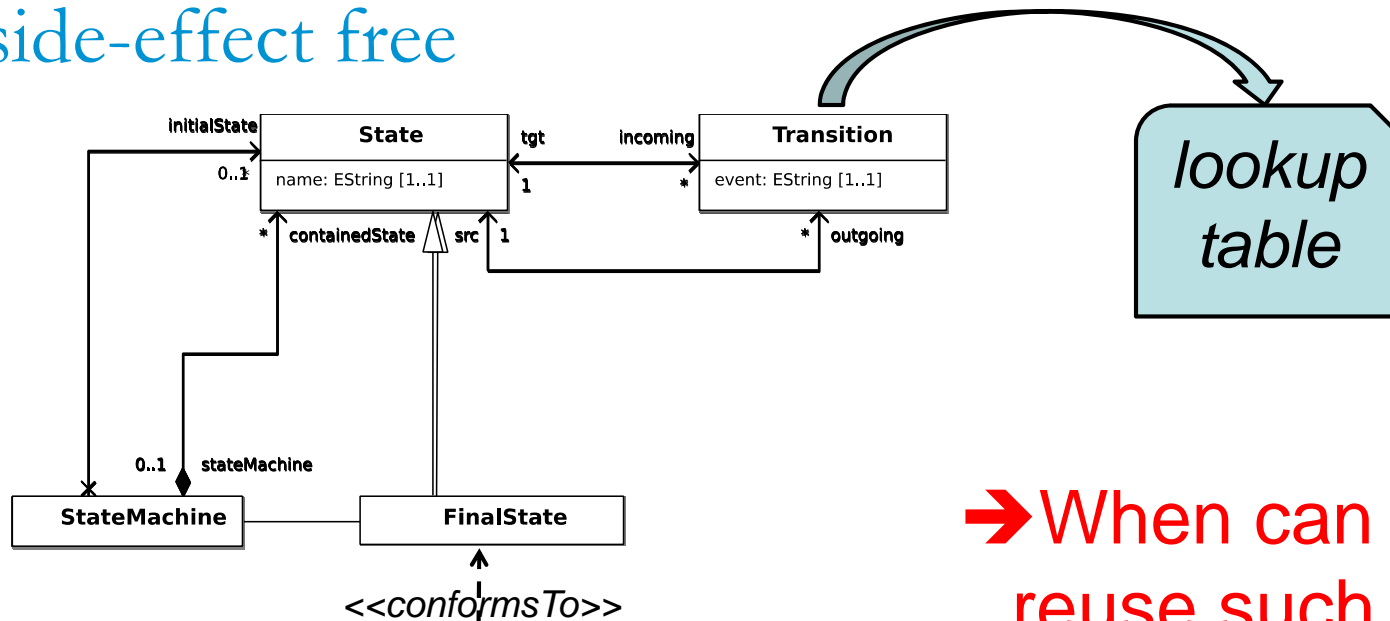 side-effect free
initialState
State
tgt
incoming
Transition
0..1
name: EString [1..1]
1
*
event: EString [1..1]
lookup
table
*
containedState
src
1
*
outgoing
0..1
stateMachine
StateMachine
FinalState
➔When can
<<conformsTo>>
reuse such